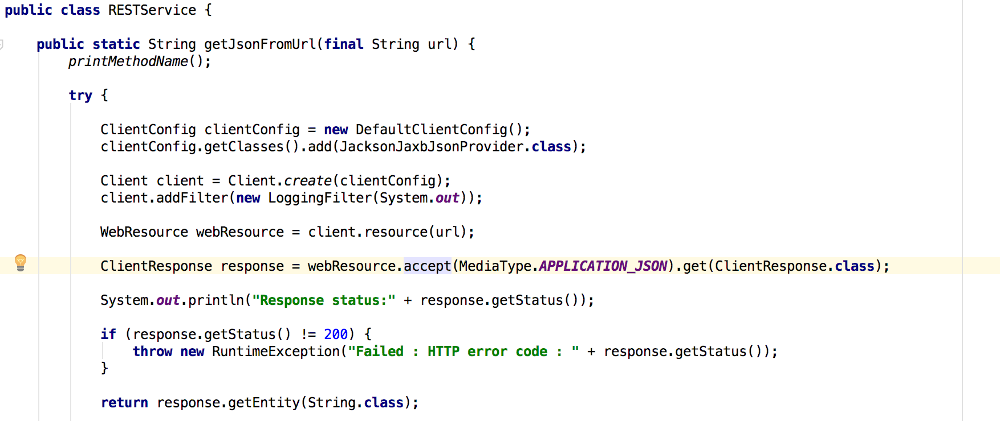 public class RESTService {
public static String getJsonFromUrl(final String url) {
printMethodName();
try {
ClientConfig clientConfig = new DefaultClientConfig();
clientConfig.getClasses().add(JacksonJaxbJsonProvider.class);
Client client = Client.create(clientConfig);
client.addFilter(new LoggingFilter(System.out));
WebResource webResource = client.resource(url);
ClientResponse response = webResource.accept(MediaType.APPLICATION_JSON).get(ClientResponse.class);
System.out.println("Response status:" + response.getStatus());
if (response.getStatus() != 200) {
throw new RuntimeException("Failed : HTTP error code : " + response.getStatus());
}
return response.getEntity(String.class);